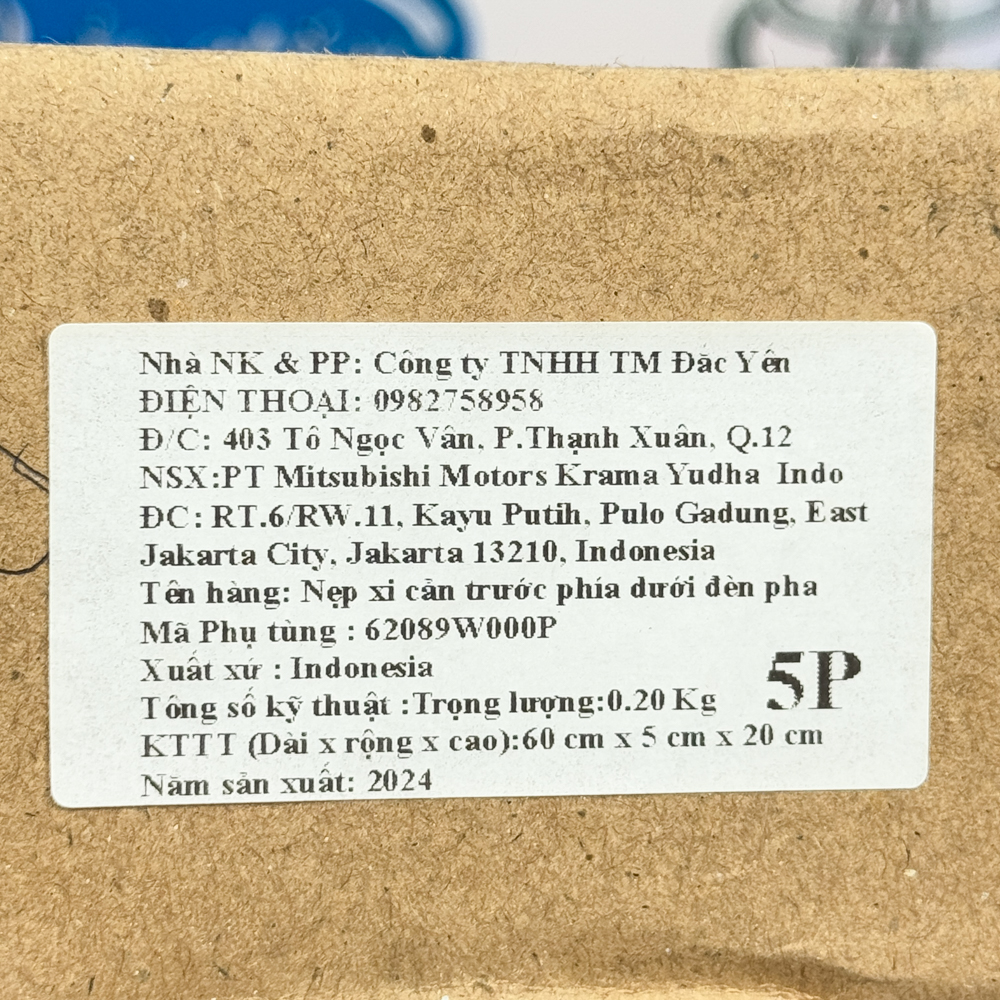 Nhà NK & PP: Công ty TNHH TM Đăc Yên
ĐIỆN THOẠI: 0982758958
Đ/C: 403 Tô Ngọc Vân, P.Thạnh Xuân, Q.12
NSX:PT Mitsubishi Motors Krama Yudha Indo
ĐC: RT.6/RW.11, Kayu Putih, Pulo Gadung, East
Jakarta City, Jakarta 13210, Indonesia
Tên hàng: Nẹp xi cản trước phía dưới đèn pha
Mã Phụ tùng : 62089W000P
Xuất xứ : Indonesia
Tông số kỹ thuật :Trọng lượng:0.20 Kg
5P
KTTT (Dài x rộng x cao):60 cm x 5 cm x 20 cm
Năm sản xuất: 2024